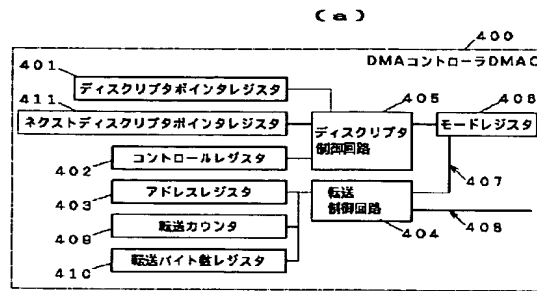 (a)
400
DMAコントローラDMAC
401
ディスクリプタポインタレジスタ
411
405
406
ネクストディスクリプタポインタレジスタ
ディスクリプタ
制御回路
モードレジスタ
コントロールレジスタ
402
407
アドレスレジスタ
転送
制御回路
403
408
転送カウンタ
404
409
転送バイト数レジスタ
410